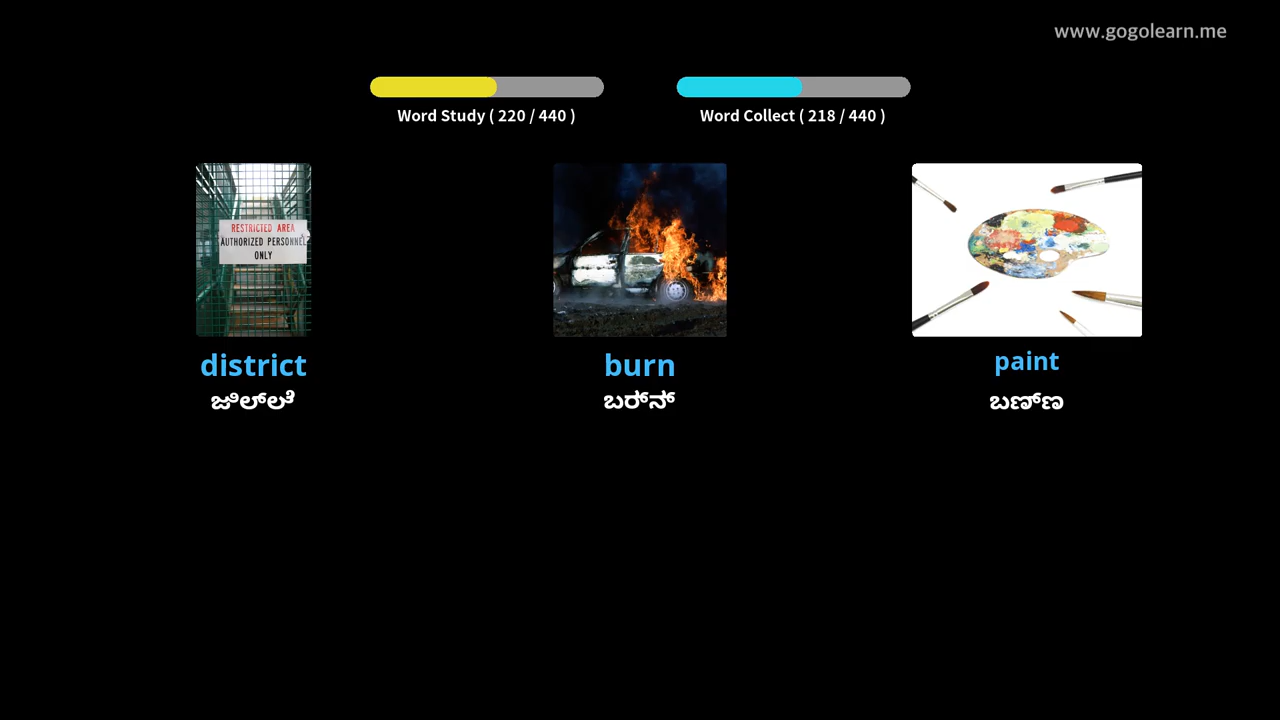 www.gogolearn.me
Word Study ( 220 / 440 )
Word Collect ( 218 / 440 )
RESTRICTED AREA
AUTHORIZED PERSONNEL
ONLY
district
burn
paint
ಜಿಲ್ಲೆ
ಬರ್ನ್
ಬಣ್ಣ